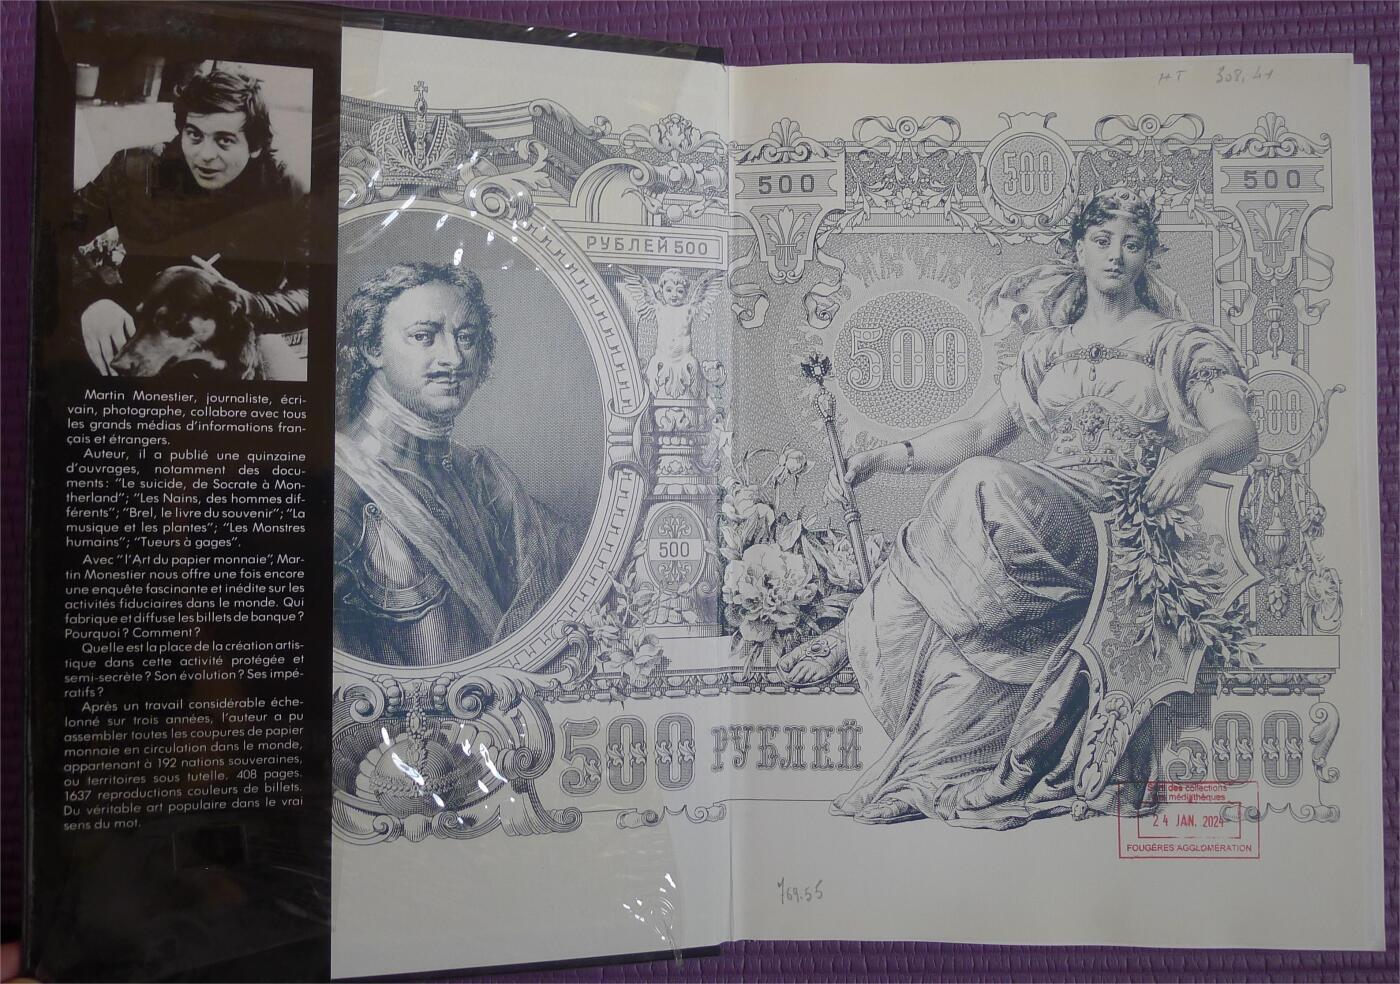 Martin Monestier, journaliste, écri-
vain, photographe, collabore avec tous
les grands médias d'informations fran-
çais et étrangers.
Auteur, il a publié une quinzaine
d'ouvrages, notamment des docu-
ments: "Le suicide, de Socrate à Mon-
therland"; "Les Nains, des hommes dif-
férents"; "Brel, le livre du souvenir"; "La
musique et les plantes"; "Les Monstres
humains"; "Tueurs à gages".
Avec "l'Art du papier monnaie", Mar-
tin Monestier nous offre une fois encore
une enquête fascinante et inédite sur les
activités fiduciaires dans le monde. Qui
fabrique et diffuse les billets de banque?
Pourquoi? Comment?
Quelle est la place de la création artis-
tique dans cette activité protégée et
semi-secrète? Son évolution? Ses impé-
ratifs?
Après un travail considérable éche-
lonné sur trois années, l'auteur a pu
assembler toutes les coupures de papier
monnaie en circulation dans le monde,
appartenant à 192 nations souveraines,
ou territoires sous tutelle. 408 pages.
1637 reproductions couleurs de billets.
Du véritable art populaire dans le vrai
sens du mot.
РУБЛЕЙ 500
500
500 РУБЛЕЙ
HT 308,41
500
500
500
500
500
500
des collections
médiathèques
24 JAN. 2024
FOUGÈRES AGGLOMÉRATION
769.55